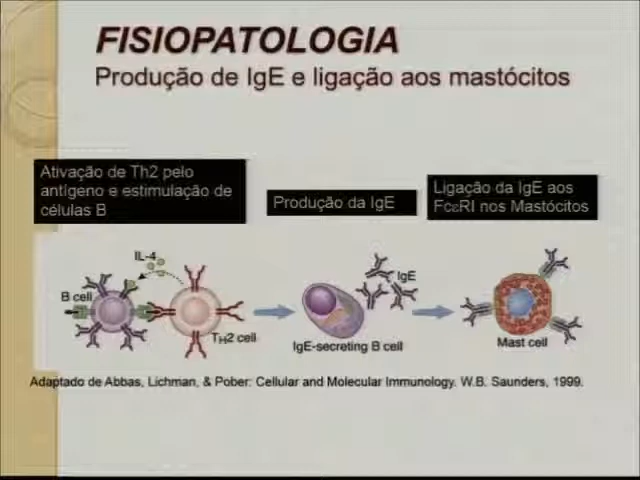 FISIOPATOLOGIA
Produção de IgE e ligação aos mastócitos
Ativação de Th2 pelo
antígeno e estimulação de
células B
Produção da IgE
Ligação da IgE aos
FcεRI nos Mastócitos
IL-4
B cell
TH2 cell
IgE
IgE-secreting B cell
Mast cell
Adaptado de Abbas, Lichman, & Pober: Cellular and Molecular Immunology. W.B. Saunders, 1999.